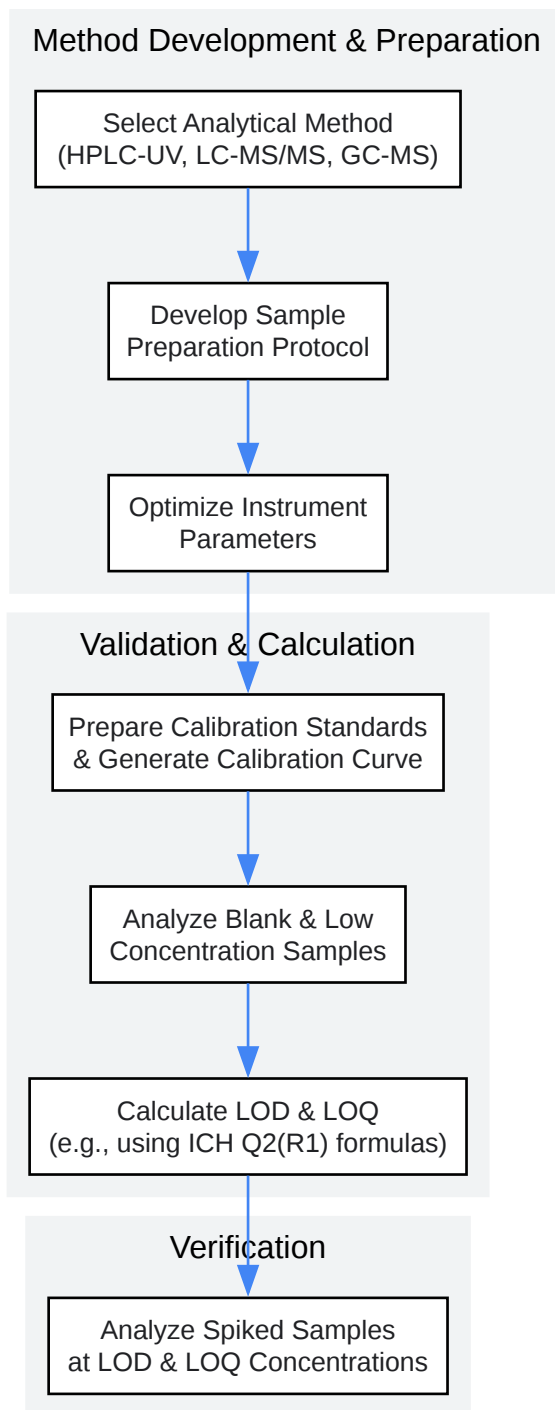 Method Development & Preparation
Select Analytical Method
(HPLC-UV, LC-MS/MS, GC-MS)
Develop Sample
Preparation Protocol
Optimize Instrument
Parameters
Validation & Calculation
Prepare Calibration Standards
& Generate Calibration Curve
Analyze Blank & Low
Concentration Samples
Calculate LOD & LOQ
(e.g., using ICH Q2(R1) formulas)
Verification
Analyze Spiked Samples
at LOD & LOQ Concentrations